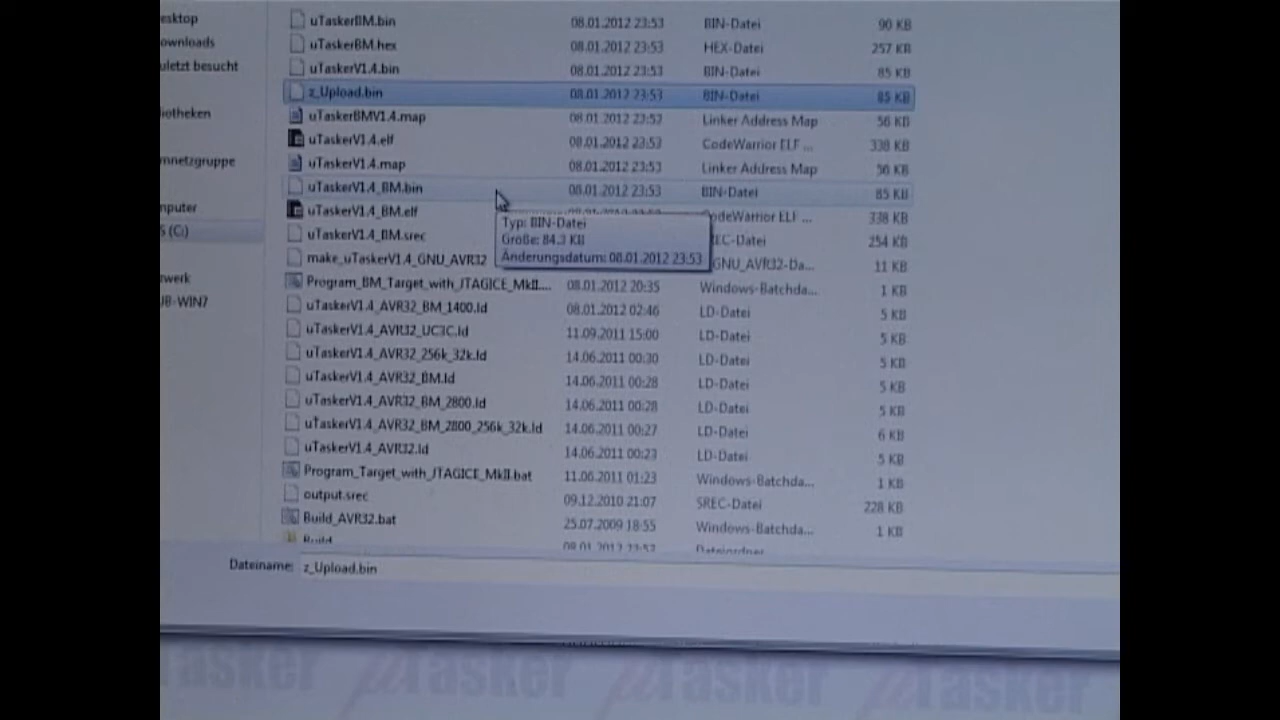 esktop
ownloads
uletzt besucht
iliotheken
mnetzgruppe
mputer
S (C:)
werk
JB-WIN7
uTaskerBM.bin 08.01.2012 23:53 BIN-Datei 90 KB
uTaskerBM.hex 08.01.2012 23:53 HEX-Datei 257 KB
uTaskerV1.4.bin 08.01.2012 23:53 BIN-Datei 85 KB
z_Upload.bin 08.01.2012 23:53 BIN-Datei 85 KB
uTaskerBMV1.4.map 08.01.2012 23:53 Linker Address Map 56 KB
uTaskerV1.4.elf 08.01.2012 23:53 CodeWarrior ELF ... 338 KB
uTaskerV1.4.map 08.01.2012 23:53 Linker Address Map 56 KB
uTaskerV1.4_BM.bin 08.01.2012 23:53 BIN-Datei 85 KB
uTaskerV1.4_BM.elf odeWarrior ELF ... 338 KB
uTaskerV1.4_BM.srec REC-Datei 254 KB
make_uTaskerV1.4_GNU_AVR32 GNU_AVR32-Da... 11 KB
Typ: BIN-Datei
Größe: 84.3 KB
Änderungsdatum: 08.01.2012 23:53
Program_BM_Target_with_JTAGICE_MkII.... 08.01.2012 20:35 Windows-Batchda... 1 KB
uTaskerV1.4_AVR32_BM_1400.ld 08.01.2012 02:46 LD-Datei 5 KB
uTaskerV1.4_AVR32_UC3C.ld 11.09.2011 15:00 LD-Datei 5 KB
uTaskerV1.4_AVR32_256k_32k.ld 14.06.2011 00:30 LD-Datei 5 KB
uTaskerV1.4_AVR32_BM.ld 14.06.2011 00:28 LD-Datei 5 KB
uTaskerV1.4_AVR32_BM_2800.ld 14.06.2011 00:28 LD-Datei 5 KB
uTaskerV1.4_AVR32_BM_2800_256k_32k.ld 14.06.2011 00:27 LD-Datei 6 KB
uTaskerV1.4_AVR32.ld 14.06.2011 00:23 LD-Datei 5 KB
Program_Target_with_JTAGICE_MkII.bat 11.06.2011 01:23 Windows-Batchda... 1 KB
output.srec 09.12.2010 21:07 SREC-Datei 228 KB
Build_AVR32.bat 25.07.2009 18:55 Windows-Batchda... 1 KB
Build Dateiordner
Dateiname: z_Upload.bin
µTasker µTasker µTasker µTasker